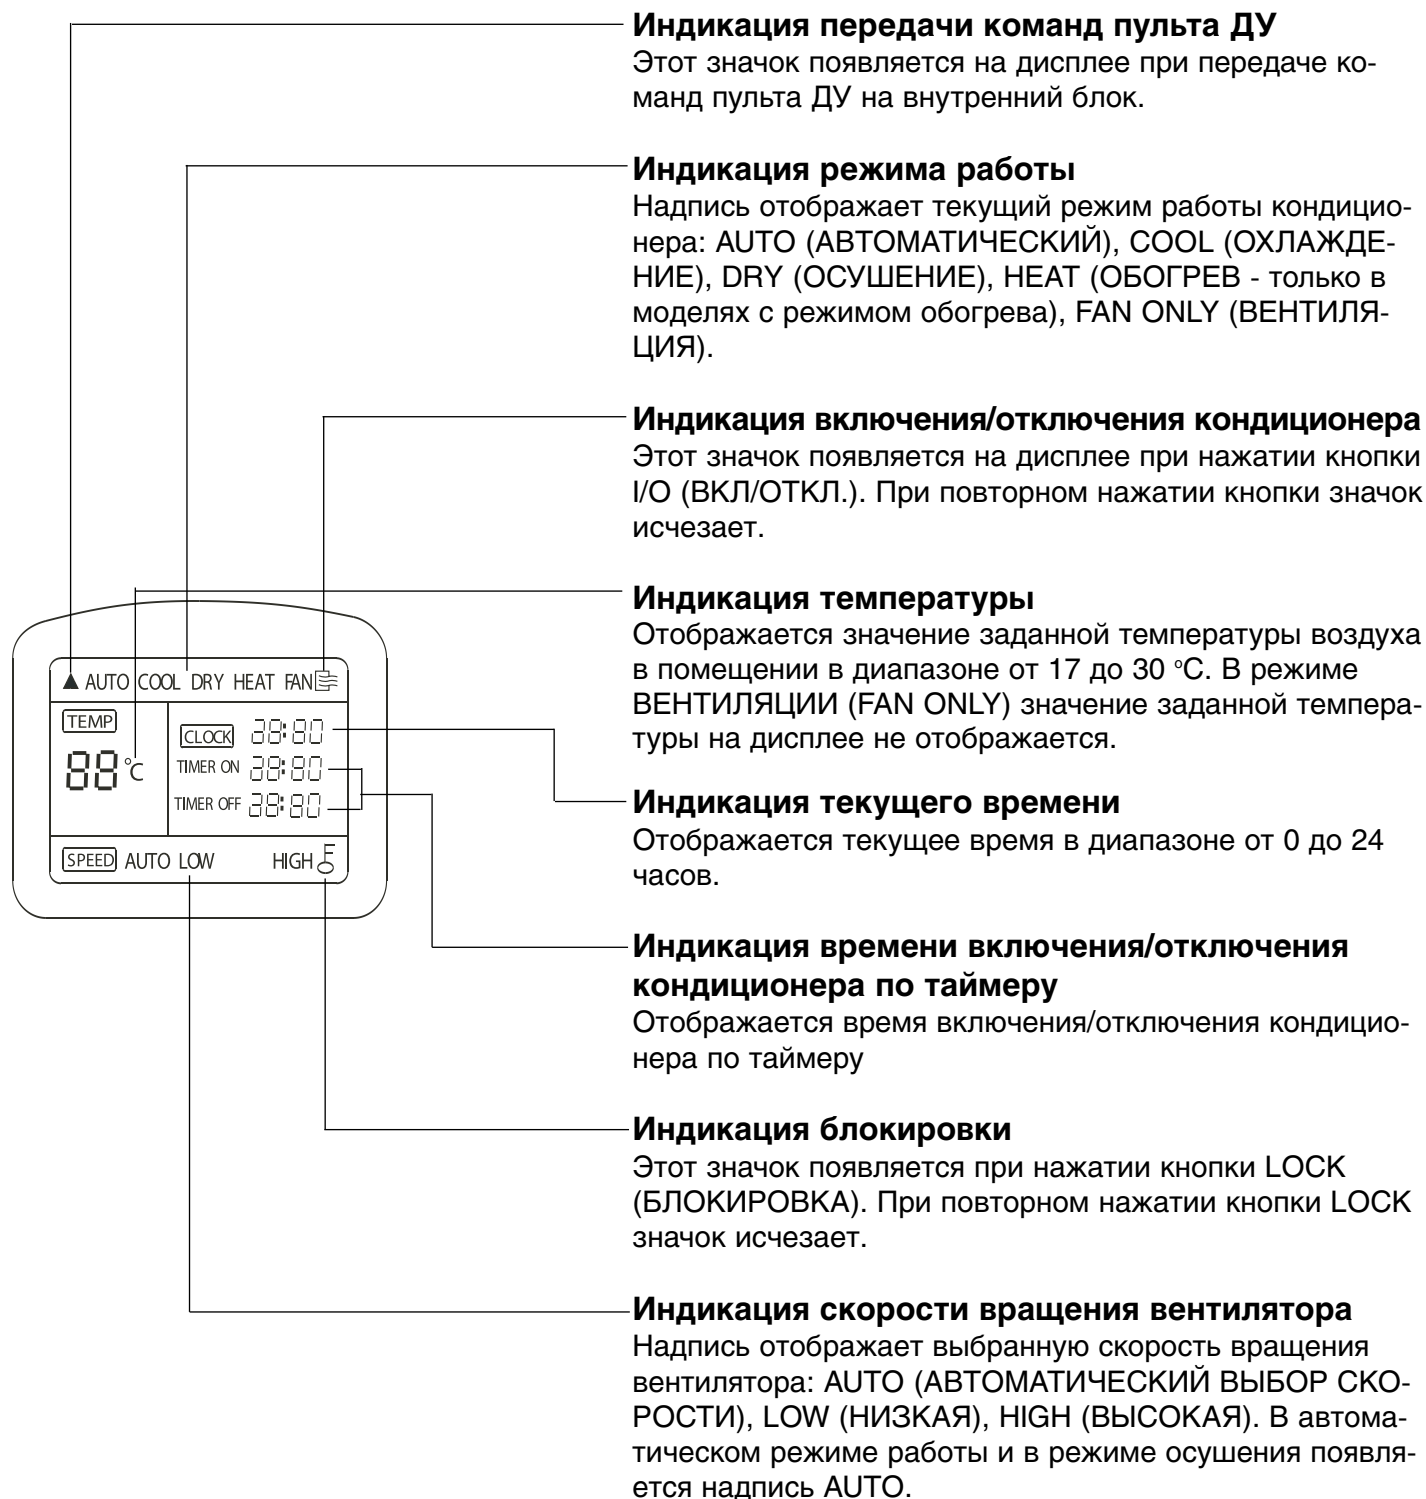 Индикация передачи команд пульта ДУ
Этот значок появляется на дисплее при передаче ко-
манд пульта ДУ на внутренний блок.
Индикация режима работы
Надпись отображает текущий режим работы кондицио-
нера: AUTO (АВТОМАТИЧЕСКИЙ), COOL (ОХЛАЖДЕ-
НИЕ), DRY (ОСУШЕНИЕ), HEAT (ОБОГРЕВ - только в
моделях с режимом обогрева), FAN ONLY (ВЕНТИЛЯ-
ЦИЯ).
Индикация включения/отключения кондиционера
Этот значок появляется на дисплее при нажатии кнопки
I/O (ВКЛ/ОТКЛ.). При повторном нажатии кнопки значок
исчезает.
Индикация температуры
Отображается значение заданной температуры воздуха
в помещении в диапазоне от 17 до 30 °C. В режиме
ВЕНТИЛЯЦИИ (FAN ONLY) значение заданной темпера-
туры на дисплее не отображается.
Индикация текущего времени
Отображается текущее время в диапазоне от 0 до 24
часов.
Индикация времени включения/отключения
кондиционера по таймеру
Отображается время включения/отключения кондицио-
нера по таймеру
Индикация блокировки
Этот значок появляется при нажатии кнопки LOCK
(БЛОКИРОВКА). При повторном нажатии кнопки LOCK
значок исчезает.
Индикация скорости вращения вентилятора
Надпись отображает выбранную скорость вращения
вентилятора: AUTO (АВТОМАТИЧЕСКИЙ ВЫБОР СКО-
РОСТИ), LOW (НИЗКАЯ), HIGH (ВЫСОКАЯ). В автома-
тическом режиме работы и в режиме осушения появля-
ется надпись AUTO.
AUTO COOL DRY HEAT FAN
TEMP
88 °C
CLOCK 28:80
TIMER ON 28:80
TIMER OFF 28:80
SPEED AUTO LOW HIGH